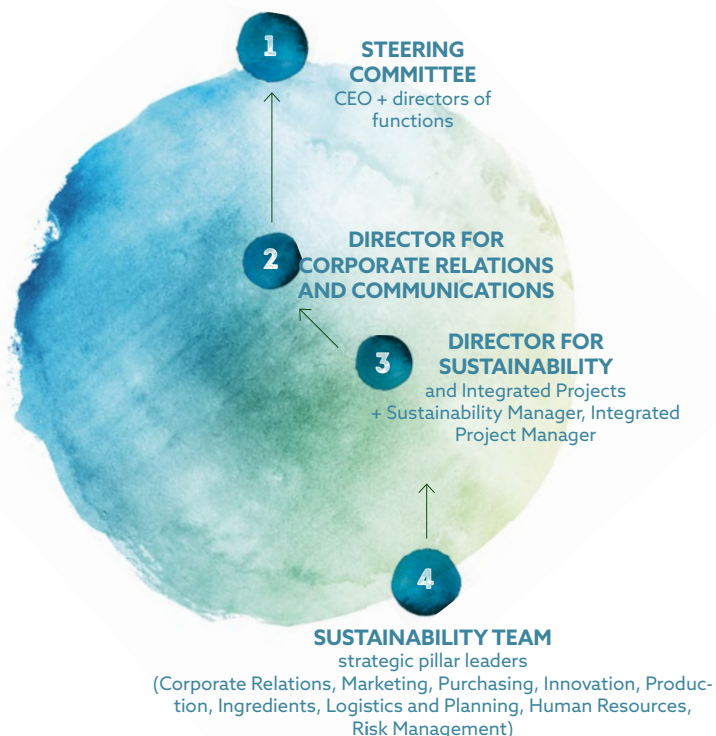 1
STEERING
COMMITTEE
CEO + directors of
functions
2
DIRECTOR FOR
CORPORATE RELATIONS
AND COMMUNICATIONS
3
DIRECTOR FOR
SUSTAINABILITY
and Integrated Projects
+ Sustainability Manager, Integrated
Project Manager
4
SUSTAINABILITY TEAM
strategic pillar leaders
(Corporate Relations, Marketing, Purchasing, Innovation, Produc-
tion, Ingredients, Logistics and Planning, Human Resources,
Risk Management)